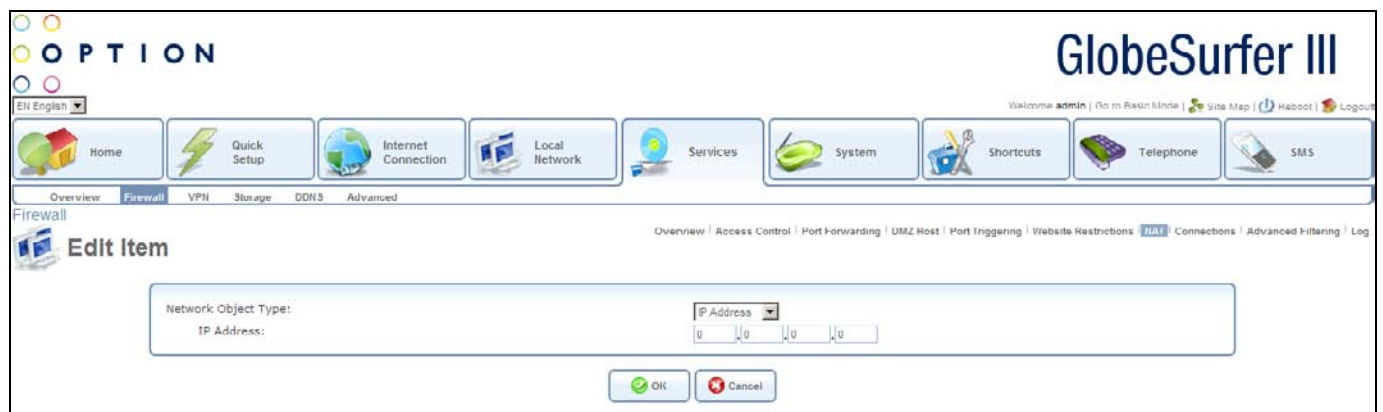 OPTION
GlobeSurfer III
EN English
Welcome admin | Go to Basic Mode | Site Map | Reboot | Logout
Home
Quick Setup
Internet Connection
Local Network
Services
System
Shortcuts
Telephone
SMS
Overview Firewall VPN Storage DDNS Advanced
Firewall
Edit Item
Overview | Access Control | Port Forwarding | DMZ Host | Port Triggering | Website Restrictions | NAT | Connections | Advanced Filtering | Log
Network Object Type: IP Address
IP Address: 0 . 0 . 0 . 0
OK Cancel